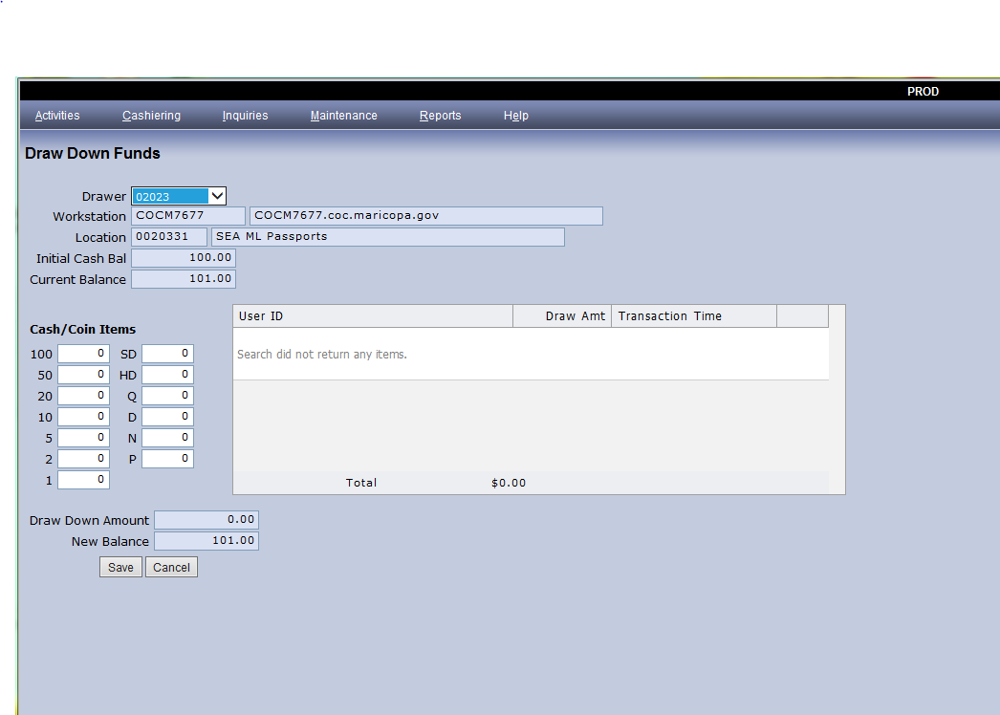 PROD
Activities Cashiering Inquiries Maintenance Reports Help
Draw Down Funds
Drawer 02023
Workstation COCM7677 COCM7677.coc.maricopa.gov
Location 0020331 SEA ML Passports
Initial Cash Bal 100.00
Current Balance 101.00
User ID Draw Amt Transaction Time
Cash/Coin Items
Search did not return any items.
100 0 SD 0
50 0 HD 0
20 0 Q 0
10 0 D 0
5 0 N 0
2 0 P 0
1 0
Total $0.00
Draw Down Amount 0.00
New Balance 101.00
Save Cancel